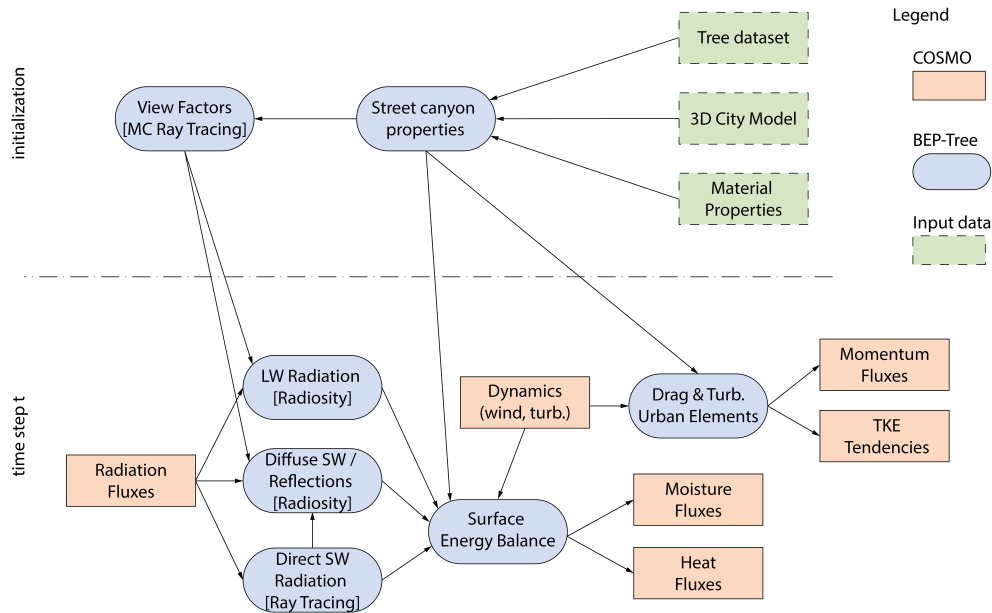 Legend
COSMO
BEP-Tree
Input data
initialization
Tree dataset
3D City Model
Material
Properties
Street canyon
properties
View Factors
[MC Ray Tracing]
time step t
Radiation
Fluxes
LW Radiation
[Radiosity]
Diffuse SW /
Reflections
[Radiosity]
Direct SW
Radiation
[Ray Tracing]
Dynamics
(wind, turb.)
Surface
Energy Balance
Drag & Turb.
Urban Elements
Momentum
Fluxes
TKE
Tendencies
Moisture
Fluxes
Heat
Fluxes